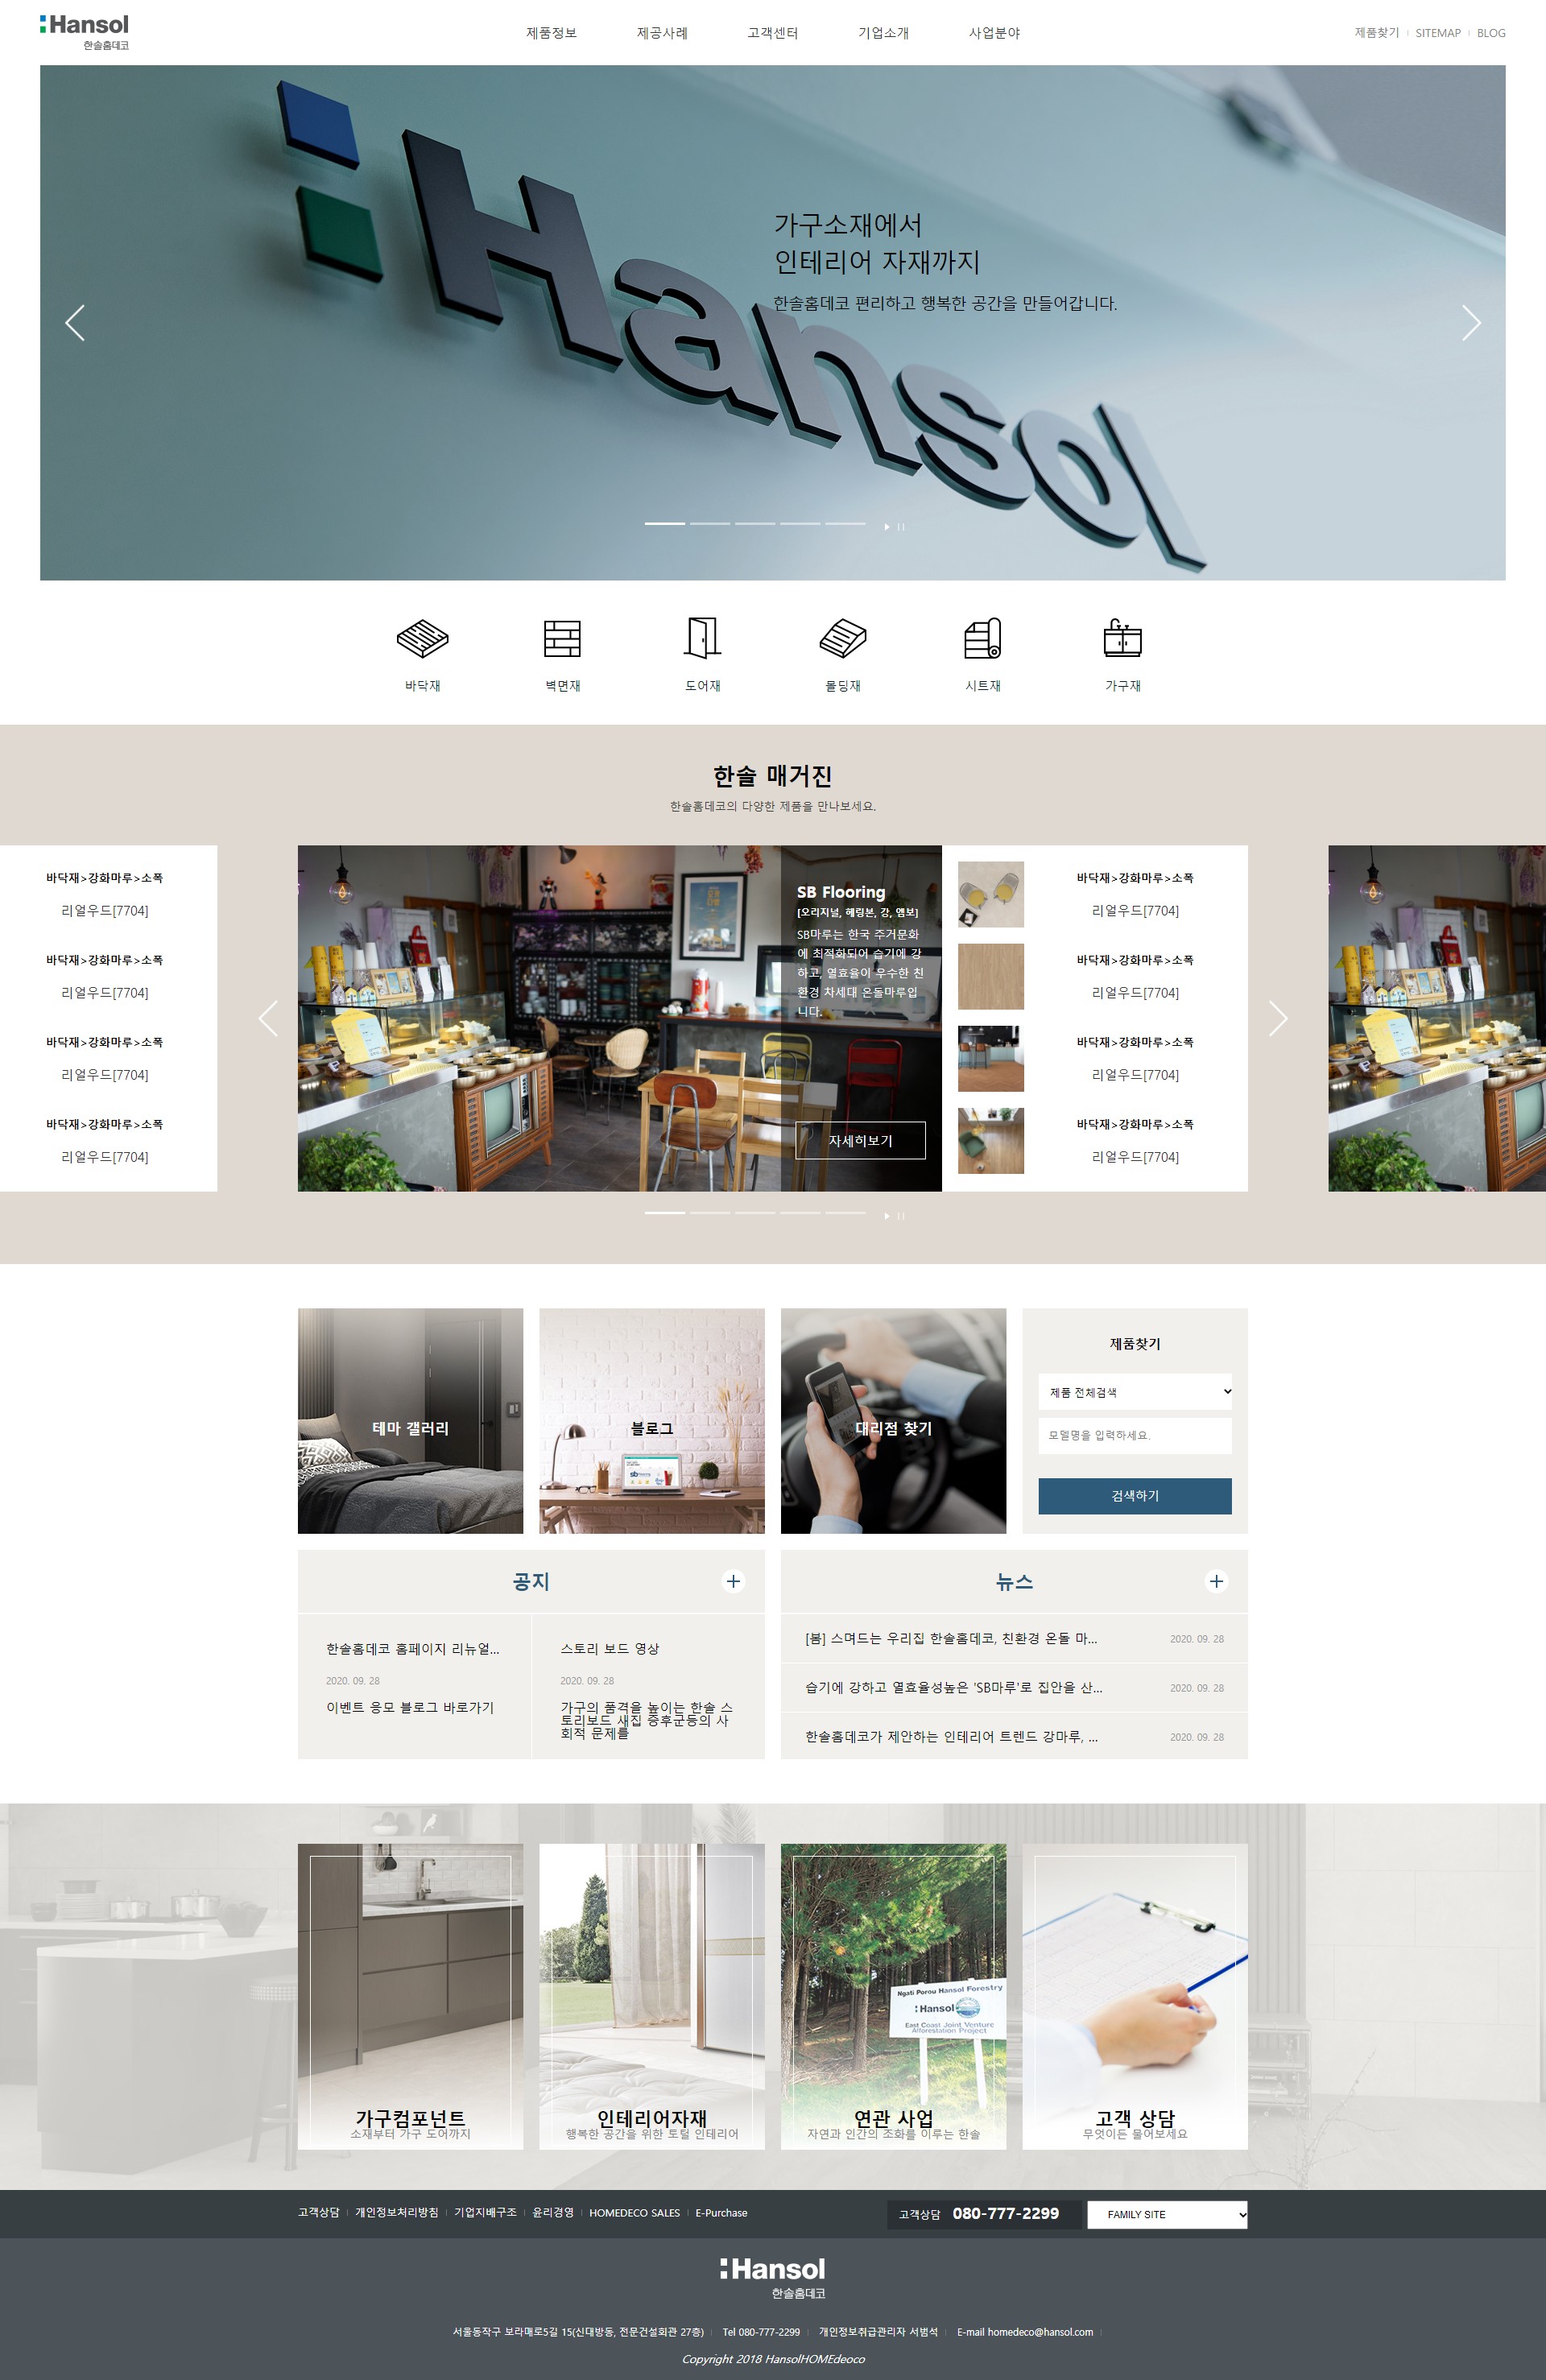 Hansol
한솔홈데코
제품정보
제공사례
고객센터
기업소개
사업분야
제품찾기
SITEMAP
BLOG
Hansol
가구소재에서
인테리어 자재까지
한솔홈데코 편리하고 행복한 공간을 만들어갑니다.
바닥재
벽면재
도어재
몰딩재
시트재
가구재
한솔 매거진
한솔홈데코의 다양한 제품을 만나보세요.
바닥재>강화마루>소폭
리얼우드[7704]
바닥재>강화마루>소폭
리얼우드[7704]
바닥재>강화마루>소폭
리얼우드[7704]
바닥재>강화마루>소폭
리얼우드[7704]
SB Flooring
[오리지널, 헤링본, 강, 엠보]
SB마루는 한국 주거문화
에 최적화되어 습기에 강
하고, 열효율이 우수한 친
환경 차세대 온돌마루입
니다.
자세히보기
바닥재>강화마루>소폭
리얼우드[7704]
바닥재>강화마루>소폭
리얼우드[7704]
바닥재>강화마루>소폭
리얼우드[7704]
바닥재>강화마루>소폭
리얼우드[7704]
테마 갤러리
블로그
대리점 찾기
제품찾기
제품 전체검색
모델명을 입력하세요.
검색하기
공지
한솔홈데코 홈페이지 리뉴얼...
2020. 09. 28
이벤트 응모 블로그 바로가기
스토리 보드 영상
2020. 09. 28
가구의 품격을 높이는 한솔 스
토리보드 새집 증후군등의 사
회적 문제를
뉴스
[봄] 스며드는 우리집 한솔홈데코, 친환경 온돌 마...
2020. 09. 28
습기에 강하고 열효율성높은 'SB마루'로 집안을 산...
2020. 09. 28
한솔홈데코가 제안하는 인테리어 트렌드 강마루, ...
2020. 09. 28
가구컴포넌트
소재부터 가구 도어까지
인테리어자재
행복한 공간을 위한 토털 인테리어
Ngati Porou Hansol Forestry
Hansol
East Coast Joint Venture
Afforestation Project
연관 사업
자연과 인간의 조화를 이루는 한솔
고객 상담
무엇이든 물어보세요
고객상담
개인정보처리방침
기업지배구조
윤리경영
HOMEDECO SALES
E-Purchase
고객상담 080-777-2299
FAMILY SITE
Hansol
한솔홈데코
서울동작구 보라매로5길 15(신대방동, 전문건설회관 27층)
Tel 080-777-2299
개인정보취급관리자 서범석
E-mail homedeco@hansol.com
Copyright 2018 HansolHOMEdeoco